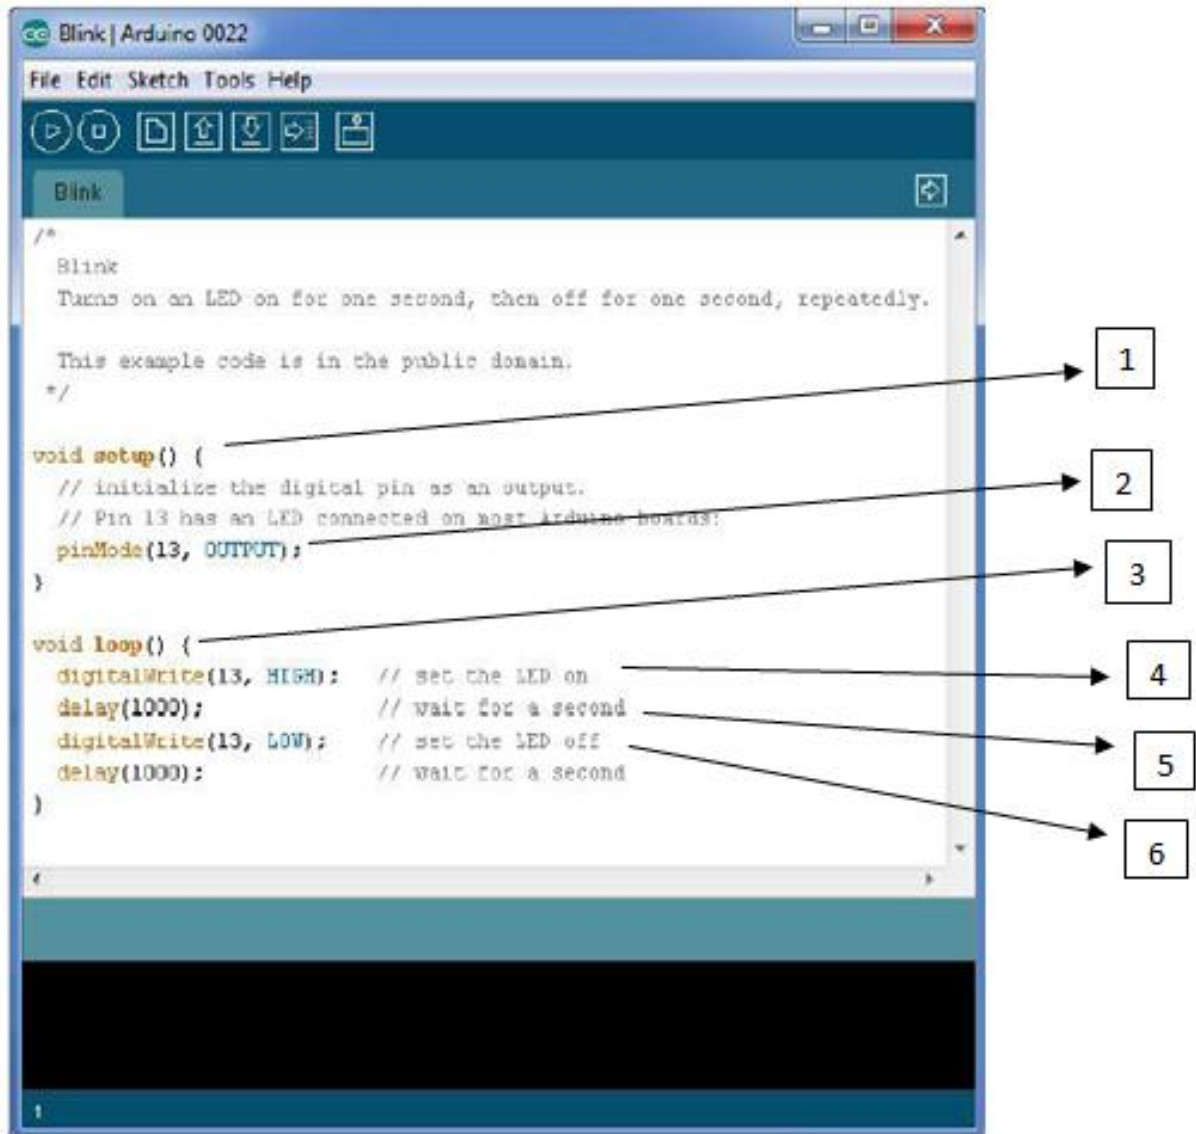 Blink | Arduino 0022
File Edit Sketch Tools Help
Blink
/*
Blink
Turns on an LED on for one second, then off for one second, repeatedly.
This example code is in the public domain.
*/
void setup() {
// initialize the digital pin as an output.
// Pin 13 has an LED connected on most Arduino boards:
pinMode(13, OUTPUT);
}
void loop() {
digitalWrite(13, HIGH); // set the LED on
delay(1000); // wait for a second
digitalWrite(13, LOW); // set the LED off
delay(1000); // wait for a second
}
1
1
2
3
4
5
6